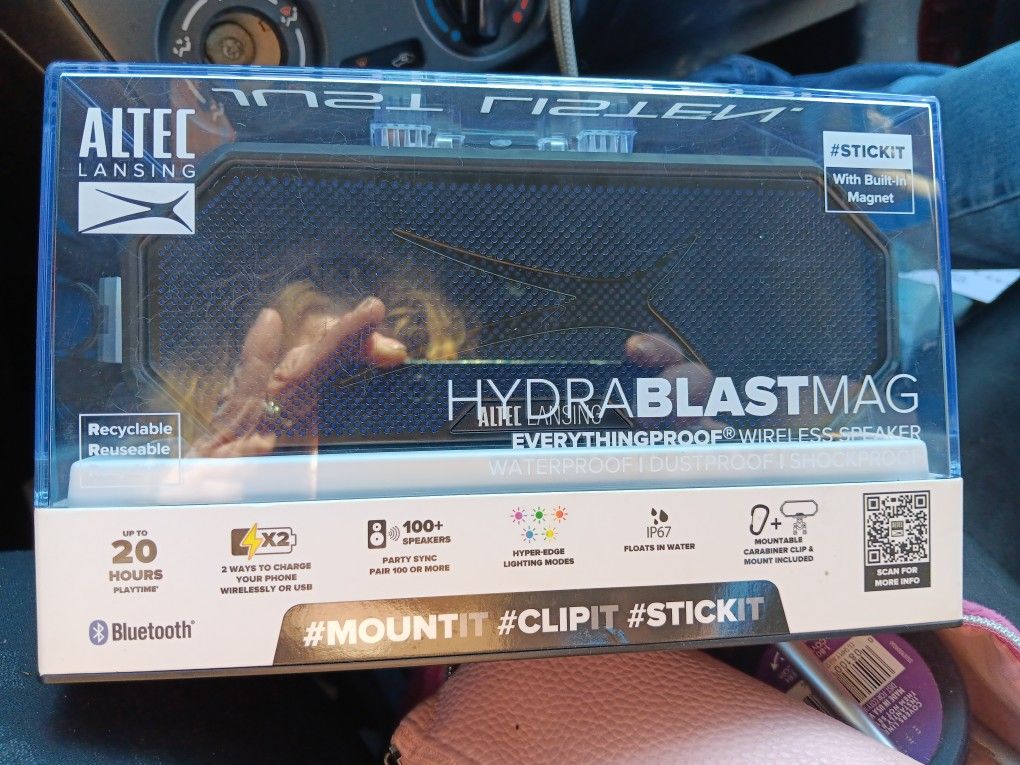 JUST LISTEN.
ALTEC
LANSING
#STICKIT
With Built-In
Magnet
HYDRABLASTMAG
ALTEC LANSING
EVERYTHINGPROOF® WIRELESS SPEAKER
WATERPROOF | DUSTPROOF | SHOCKPROOF
Recyclable
Reuseable
UP TO
20
HOURS
PLAYTIME*
X2
2 WAYS TO CHARGE
YOUR PHONE
WIRELESSLY OR USB
100+
SPEAKERS
PARTY SYNC
PAIR 100 OR MORE
HYPER-EDGE
LIGHTING MODES
IP67
FLOATS IN WATER
+
MOUNTABLE
CARABINER CLIP &
MOUNT INCLUDED
SCAN FOR
MORE INFO
Bluetooth®
#MOUNTIT #CLIPIT #STICKIT